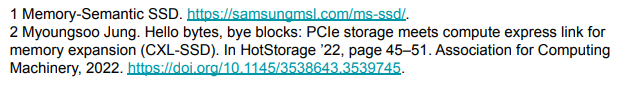 1 Memory-Semantic SSD. https://samsungmsl.com/ms-ssd/.
2 Myoungsoo Jung. Hello bytes, bye blocks: PCIe storage meets compute express link for
memory expansion (CXL-SSD). In HotStorage ’22, page 45–51. Association for Computing
Machinery, 2022. https://doi.org/10.1145/3538643.3539745.